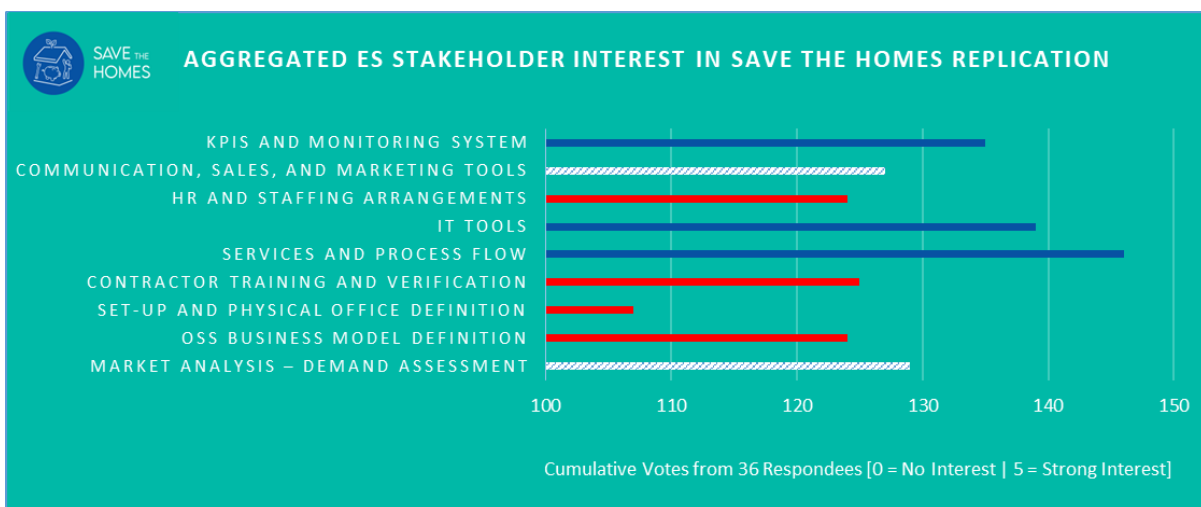 SAVE THE
HOMES
AGGREGATED ES STAKEHOLDER INTEREST IN SAVE THE HOMES REPLICATION
KPIS AND MONITORING SYSTEM
COMMUNICATION, SALES, AND MARKETING TOOLS
HR AND STAFFING ARRANGEMENTS
IT TOOLS
SERVICES AND PROCESS FLOW
CONTRACTOR TRAINING AND VERIFICATION
SET-UP AND PHYSICAL OFFICE DEFINITION
OSS BUSINESS MODEL DEFINITION
MARKET ANALYSIS – DEMAND ASSESSMENT
100 110 120 130 140 150
Cumulative Votes from 36 Respondees [0 = No Interest | 5 = Strong Interest]